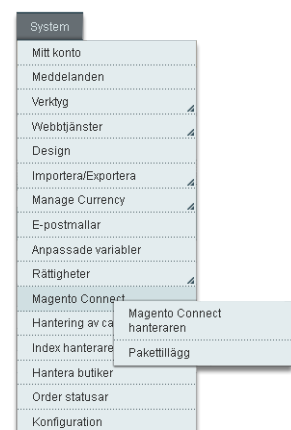 System
Mitt konto
Meddelanden
Verktyg
Webbtjänster
Design
Importera/Exportera
Manage Currency
E-postmallar
Anpassade variabler
Rättigheter
Magento Connect
Magento Connect
hanteraren
Pakettillägg
Hantering av ca
Index hanterare
Hantera butiker
Order statusar
Konfiguration